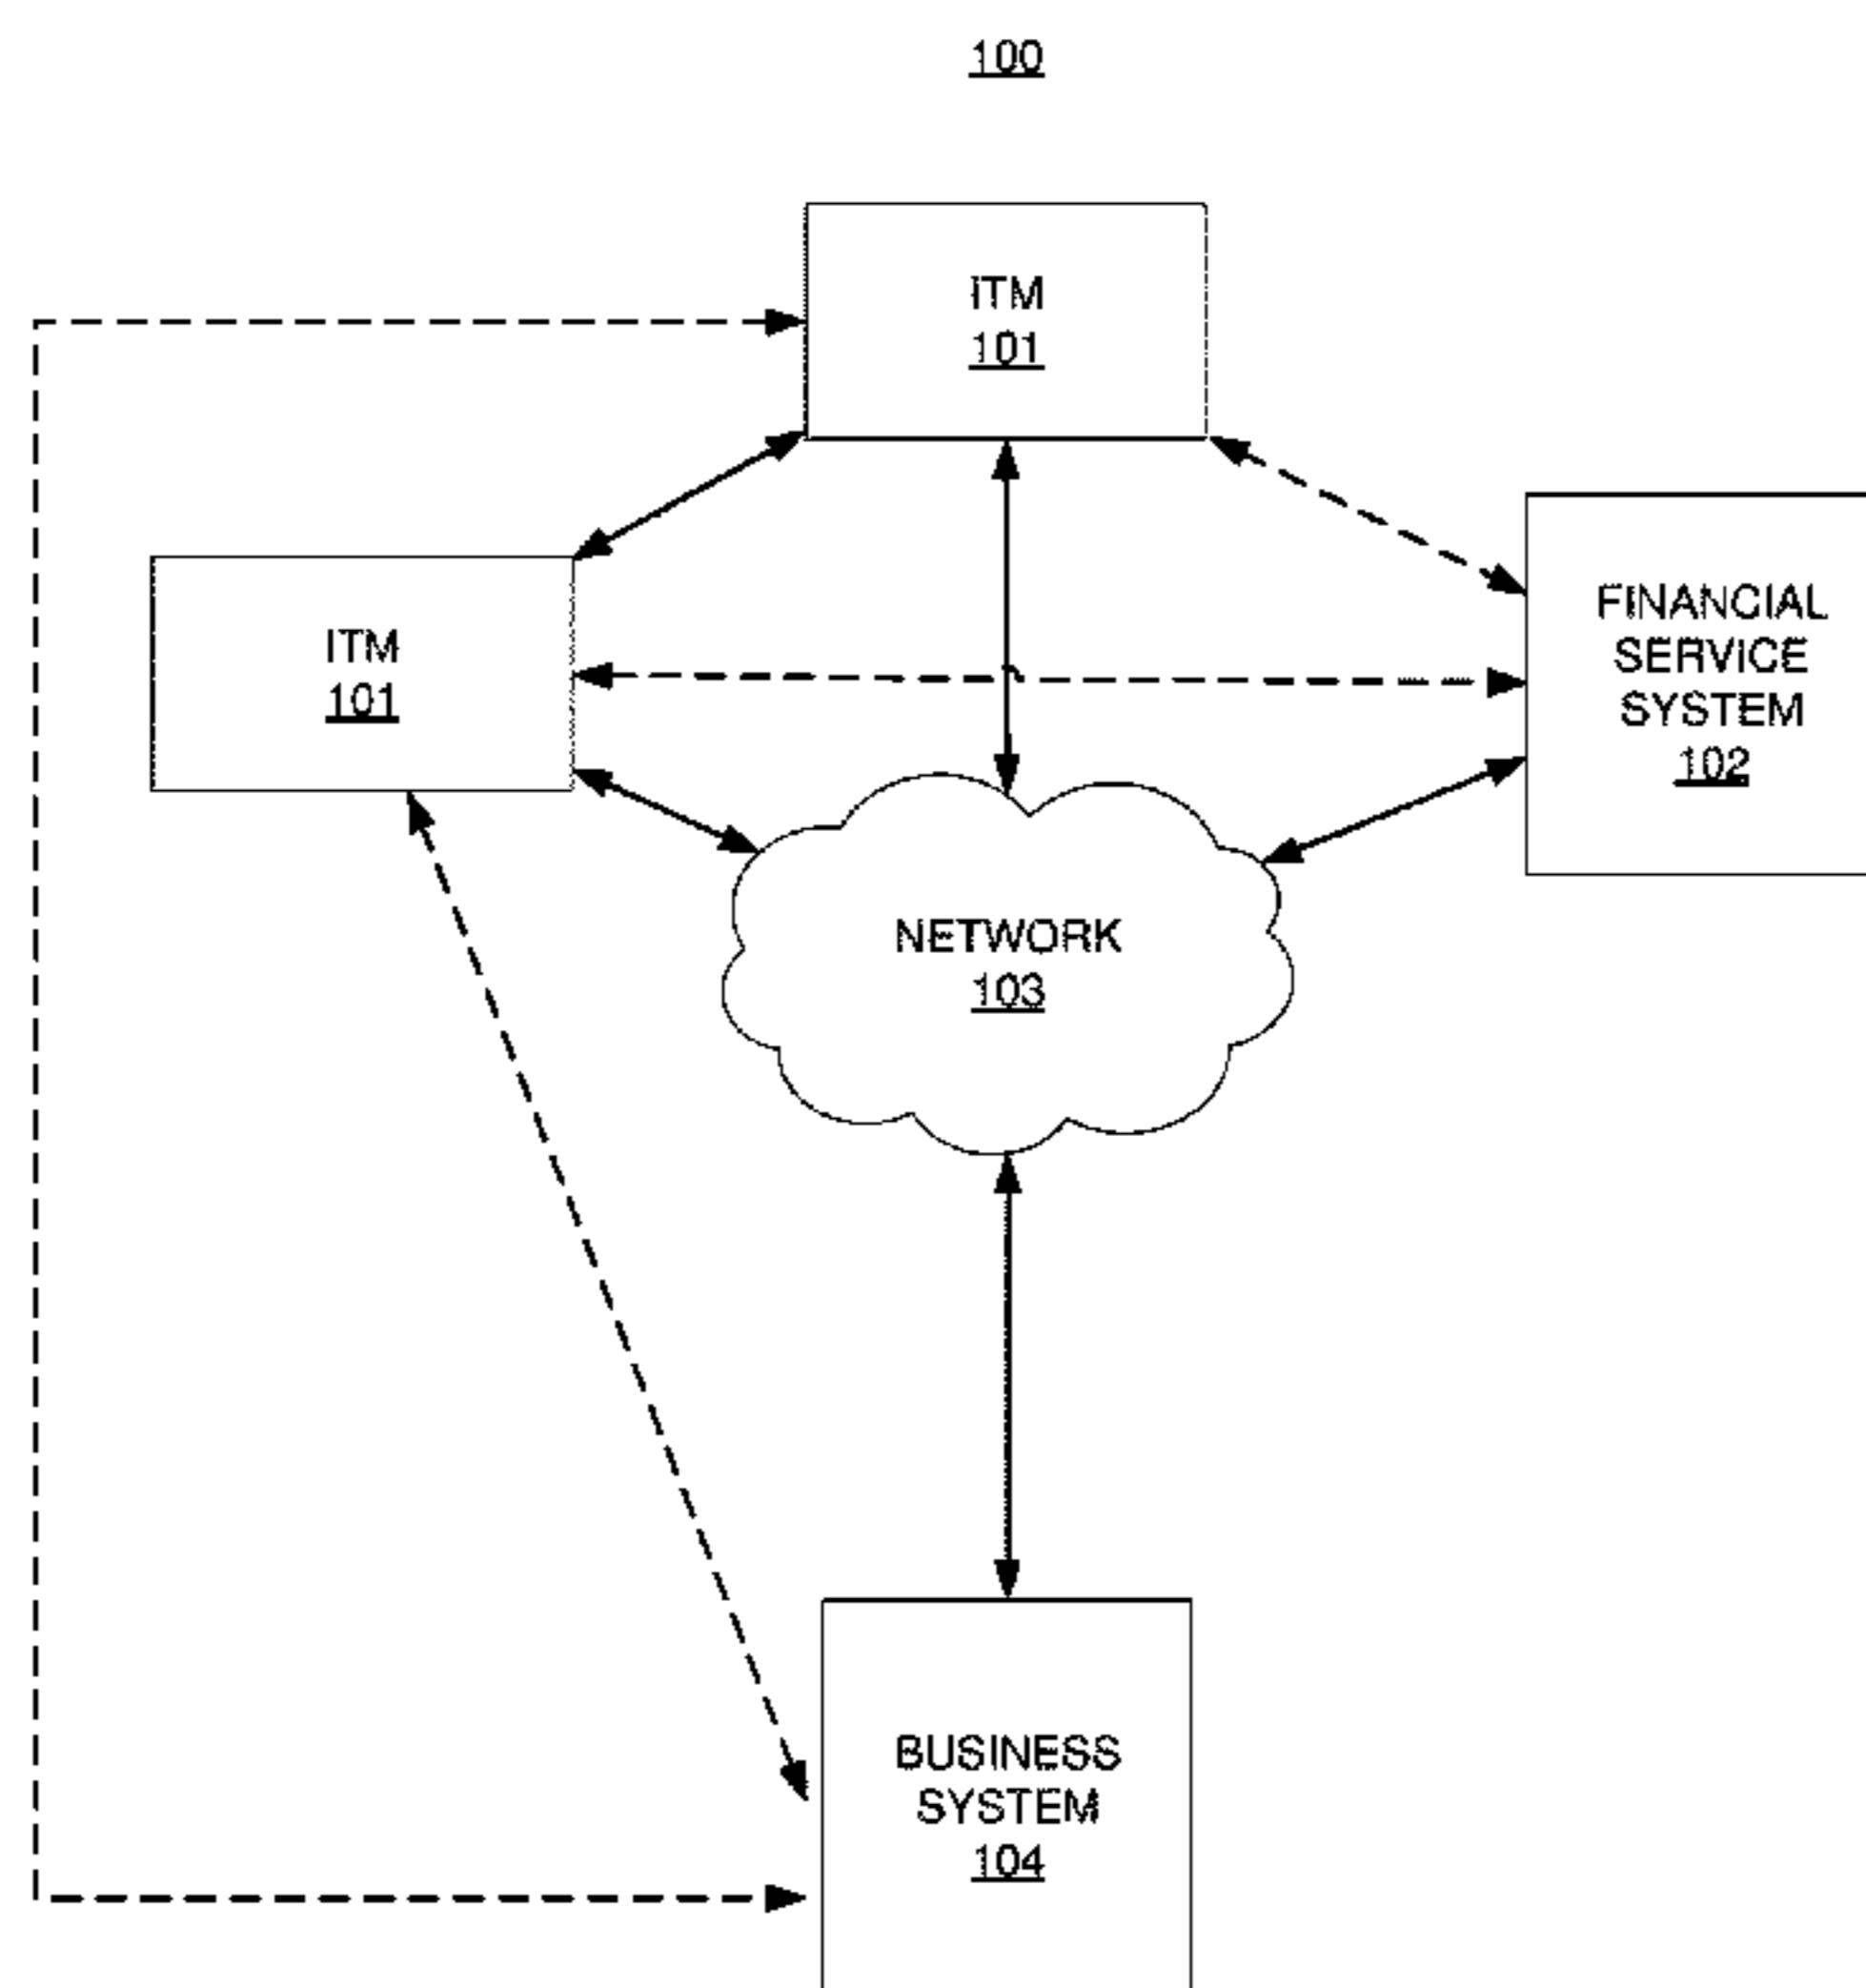 100
ITM
101
ITM
101
FINANCIAL
SERVICE
SYSTEM
102
NETWORK
103
BUSINESS
SYSTEM
104